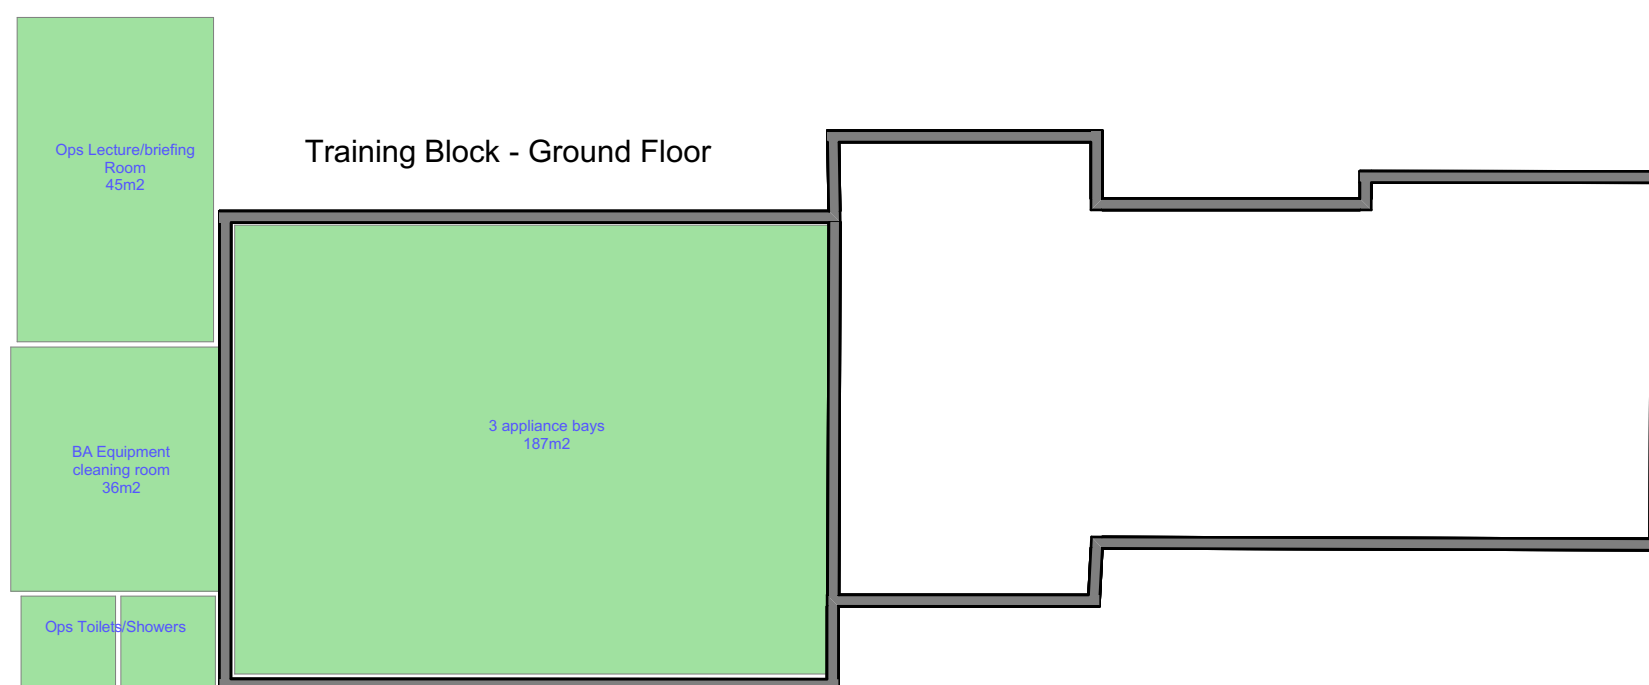 Training Block - Ground Floor
Ops Lecture/briefing
Room
45m2
3 appliance bays
187m2
BA Equipment
cleaning room
36m2
Ops Toilets/Showers